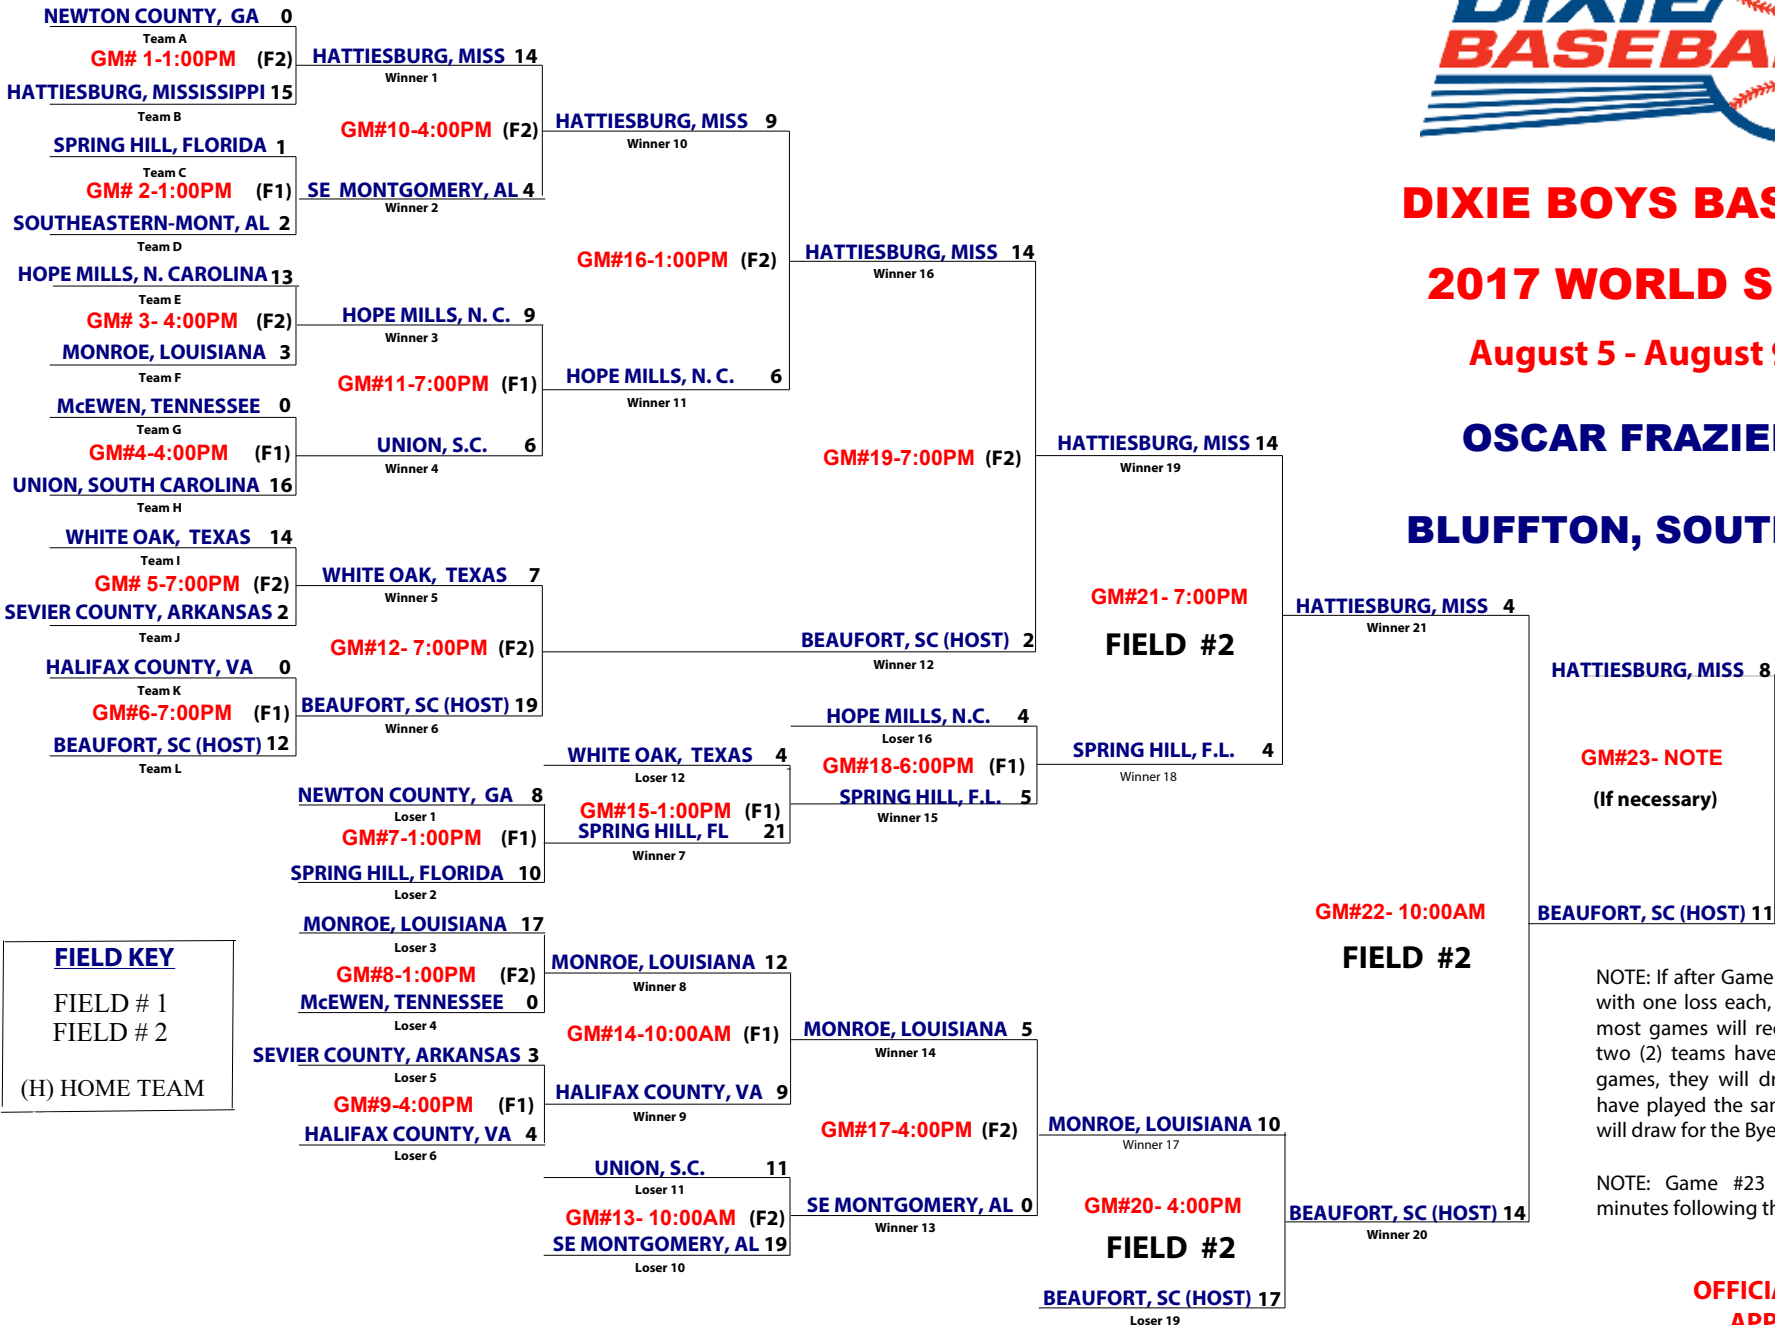 NEWTON COUNTY, GA 0
Team A
GM# 1-1:00PM (F2)
HATTIESBURG, MISSISSIPPI 15
Team B
SPRING HILL, FLORIDA 1
Team C
GM# 2-1:00PM (F1)
SOUTHEASTERN-MONT, AL 2
Team D
HOPE MILLS, N. CAROLINA 13
Team E
GM# 3- 4:00PM (F2)
MONROE, LOUISIANA 3
Team F
McEWEN, TENNESSEE 0
Team G
GM#4-4:00PM (F1)
UNION, SOUTH CAROLINA 16
Team H
WHITE OAK, TEXAS 14
Team I
GM# 5-7:00PM (F2)
SEVIER COUNTY, ARKANSAS 2
Team J
HALIFAX COUNTY, VA 0
Team K
GM#6-7:00PM (F1)
BEAUFORT, SC (HOST) 12
Team L
HATTIESBURG, MISS 14
Winner 1
GM#10-4:00PM (F2)
SE MONTGOMERY, AL 4
Winner 2
HOPE MILLS, N. C. 9
Winner 3
GM#11-7:00PM (F1)
UNION, S.C. 6
Winner 4
WHITE OAK, TEXAS 7
Winner 5
GM#12- 7:00PM (F2)
BEAUFORT, SC (HOST) 19
Winner 6
NEWTON COUNTY, GA 8
Loser 1
GM#7-1:00PM (F1)
SPRING HILL, FLORIDA 10
Loser 2
MONROE, LOUISIANA 17
Loser 3
GM#8-1:00PM (F2)
McEWEN, TENNESSEE 0
Loser 4
SEVIER COUNTY, ARKANSAS 3
Loser 5
GM#9-4:00PM (F1)
HALIFAX COUNTY, VA 4
Loser 6
HATTIESBURG, MISS 9
Winner 10
GM#16-1:00PM (F2)
HOPE MILLS, N. C. 6
Winner 11
WHITE OAK, TEXAS 4
Loser 12
GM#15-1:00PM (F1)
SPRING HILL, FL 21
Winner 7
MONROE, LOUISIANA 12
Winner 8
GM#14-10:00AM (F1)
HALIFAX COUNTY, VA 9
Winner 9
UNION, S.C. 11
Loser 11
GM#13- 10:00AM (F2)
SE MONTGOMERY, AL 19
Loser 10
HATTIESBURG, MISS 14
Winner 16
GM#19-7:00PM (F2)
BEAUFORT, SC (HOST) 2
Winner 12
HOPE MILLS, N.C. 4
Loser 16
GM#18-6:00PM (F1)
SPRING HILL, F.L. 5
Winner 15
MONROE, LOUISIANA 5
Winner 14
GM#17-4:00PM (F2)
SE MONTGOMERY, AL 0
Winner 13
HATTIESBURG, MISS 14
Winner 19
GM#21- 7:00PM
FIELD #2
SPRING HILL, F.L. 4
Winner 18
MONROE, LOUISIANA 10
Winner 17
GM#20- 4:00PM
FIELD #2
BEAUFORT, SC (HOST) 17
Loser 19
HATTIESBURG, MISS 4
Winner 21
GM#22- 10:00AM
FIELD #2
BEAUFORT, SC (HOST) 14
Winner 20
HATTIESBURG, MISS 8
GM#23- NOTE
(If necessary)
BEAUFORT, SC (HOST) 11
FIELD KEY
FIELD # 1
FIELD # 2
(H) HOME TEAM
DIXIE
BASEBA
DIXIE BOYS BAS
2017 WORLD S
August 5 - August 9
OSCAR FRAZIE
BLUFFTON, SOUT
NOTE: If after Game
with one loss each,
most games will rec
two (2) teams have
games, they will dr
have played the sar
will draw for the Bye
NOTE: Game #23
minutes following th
OFFICIA
APP